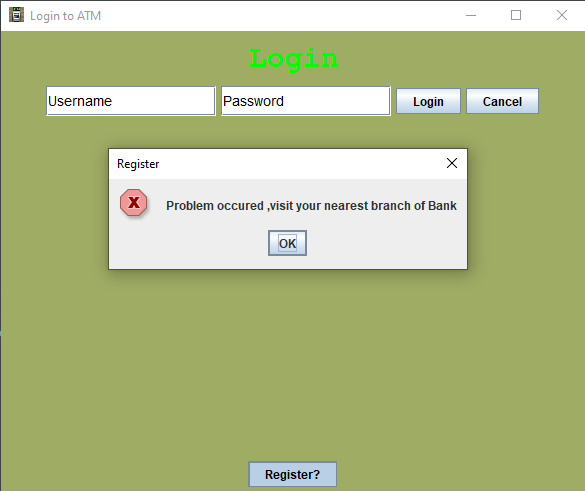 Login to ATM
Login
Username Password Login Cancel
Register
X
Problem occured ,visit your nearest branch of Bank
OK
Register?